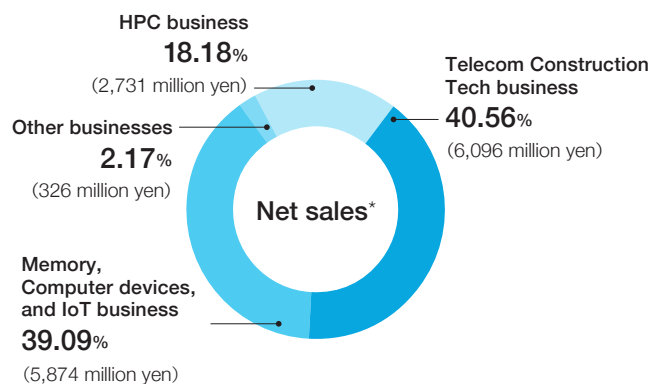 HPC business
18.18%
(2,731 million yen)
Telecom Construction
Tech business
40.56%
(6,096 million yen)
Other businesses
2.17%
(326 million yen)
Net sales*
Memory,
Computer devices,
and IoT business
39.09%
(5,874 million yen)